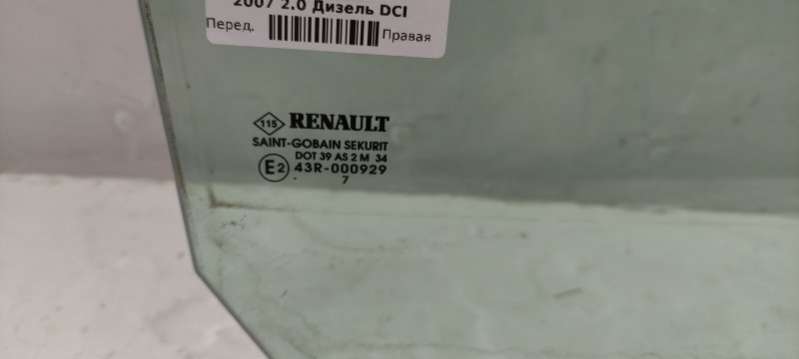 2007 2.0 Дизель DCI
Перед. Правая
115 RENAULT
SAINT-GOBAIN SEKURIT
DOT 39 AS 2 M 34
E2 43R-000929
. 7